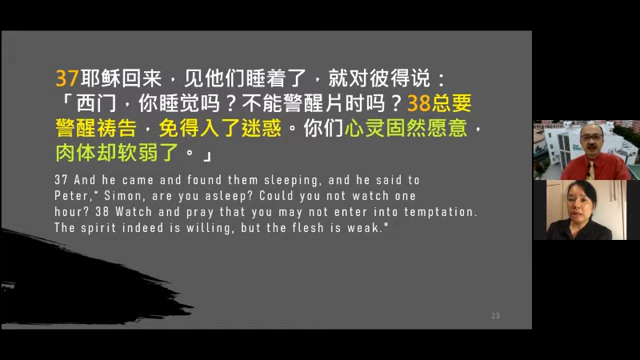 37耶稣回来，见他们睡着了，就对彼得说：
「西门，你睡觉吗？不能警醒片时吗？38总要
警醒祷告，免得入了迷惑。你们心灵固然愿意，
肉体却软弱了。」
37 And he came and found them sleeping, and he said to
Peter," Simon, are you asleep? Could you not watch one
hour? 38 Watch and pray that you may not enter into temptation.
The spirit indeed is willing, but the flesh is weak."
23